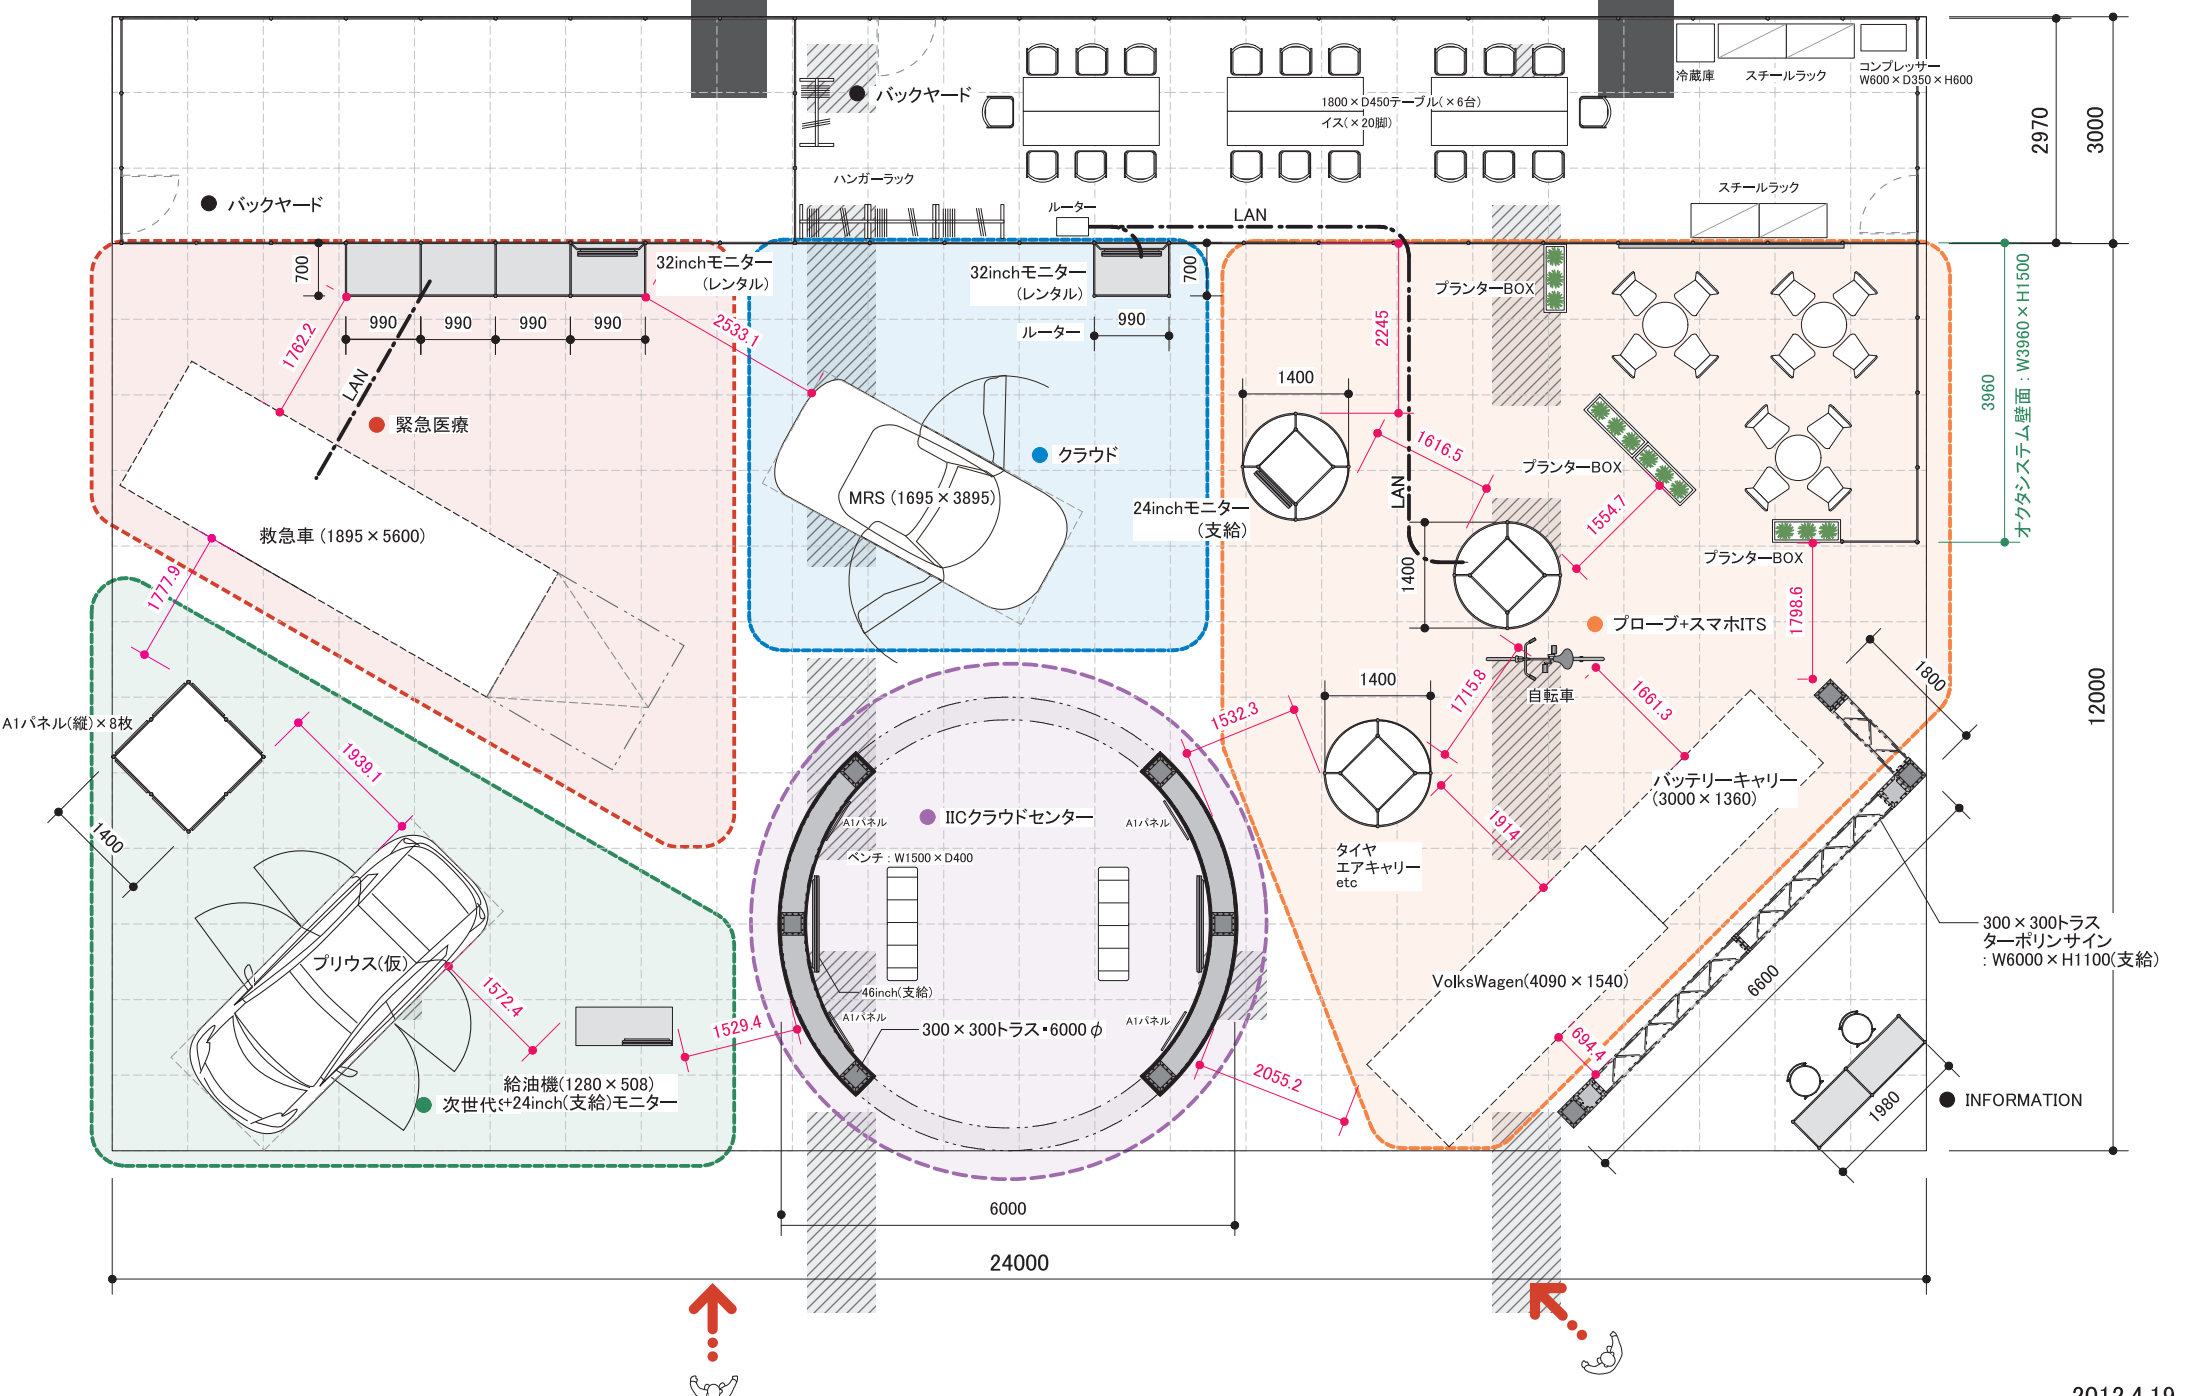 冷蔵庫
スチールラック
コンプレッサー
W600×D350×H600
バックヤード
1800×D450テーブル(×6台)
イス(×20脚)
2970
3000
ハンガーラック
スチールラック
バックヤード
ルーター
LAN
700
32inchモニター
(レンタル)
32inchモニター
(レンタル)
700
プランターBOX
オクタシステム壁面：W3960×H1500
3960
990
990
990
990
ルーター
990
1762.2
2533.1
2245
LAN
1400
緊急医療
クラウド
1616.5
プランターBOX
MRS (1695×3895)
LAN
24inchモニター
(支給)
1554.7
救急車 (1895×5600)
プランターBOX
1400
1777.9
1798.6
プローブ+スマホITS
1800
自転車
1400
1715.8
1661.3
12000
A1パネル(縦)×8枚
1532.3
1939.1
バッテリーキャリー
(3000×1360)
1400
IICクラウドセンター
A1パネル
A1パネル
1914
タイヤ
エアキャリー
etc
ベンチ：W1500×D400
300×300トラス
ターポリンサイン
：W6000×H1100(支給)
プリウス(仮)
6600
VolksWagen(4090×1540)
46inch(支給)
1572.4
1529.4
A1パネル
A1パネル
300×300トラス・6000φ
694.4
2055.2
給油機(1280×508)
+24inch(支給)モニター
次世代
1980
INFORMATION
6000
24000
2012.4.19